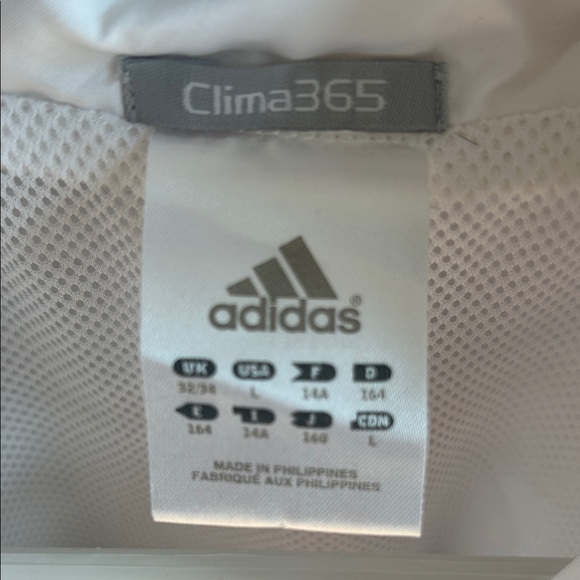 Clima365
adidas®
UK USA F D
32/34 L 14A 164
E I J CDN
164 14A 160 L
MADE IN PHILIPPINES
FABRIQUÉ AUX PHILIPPINES